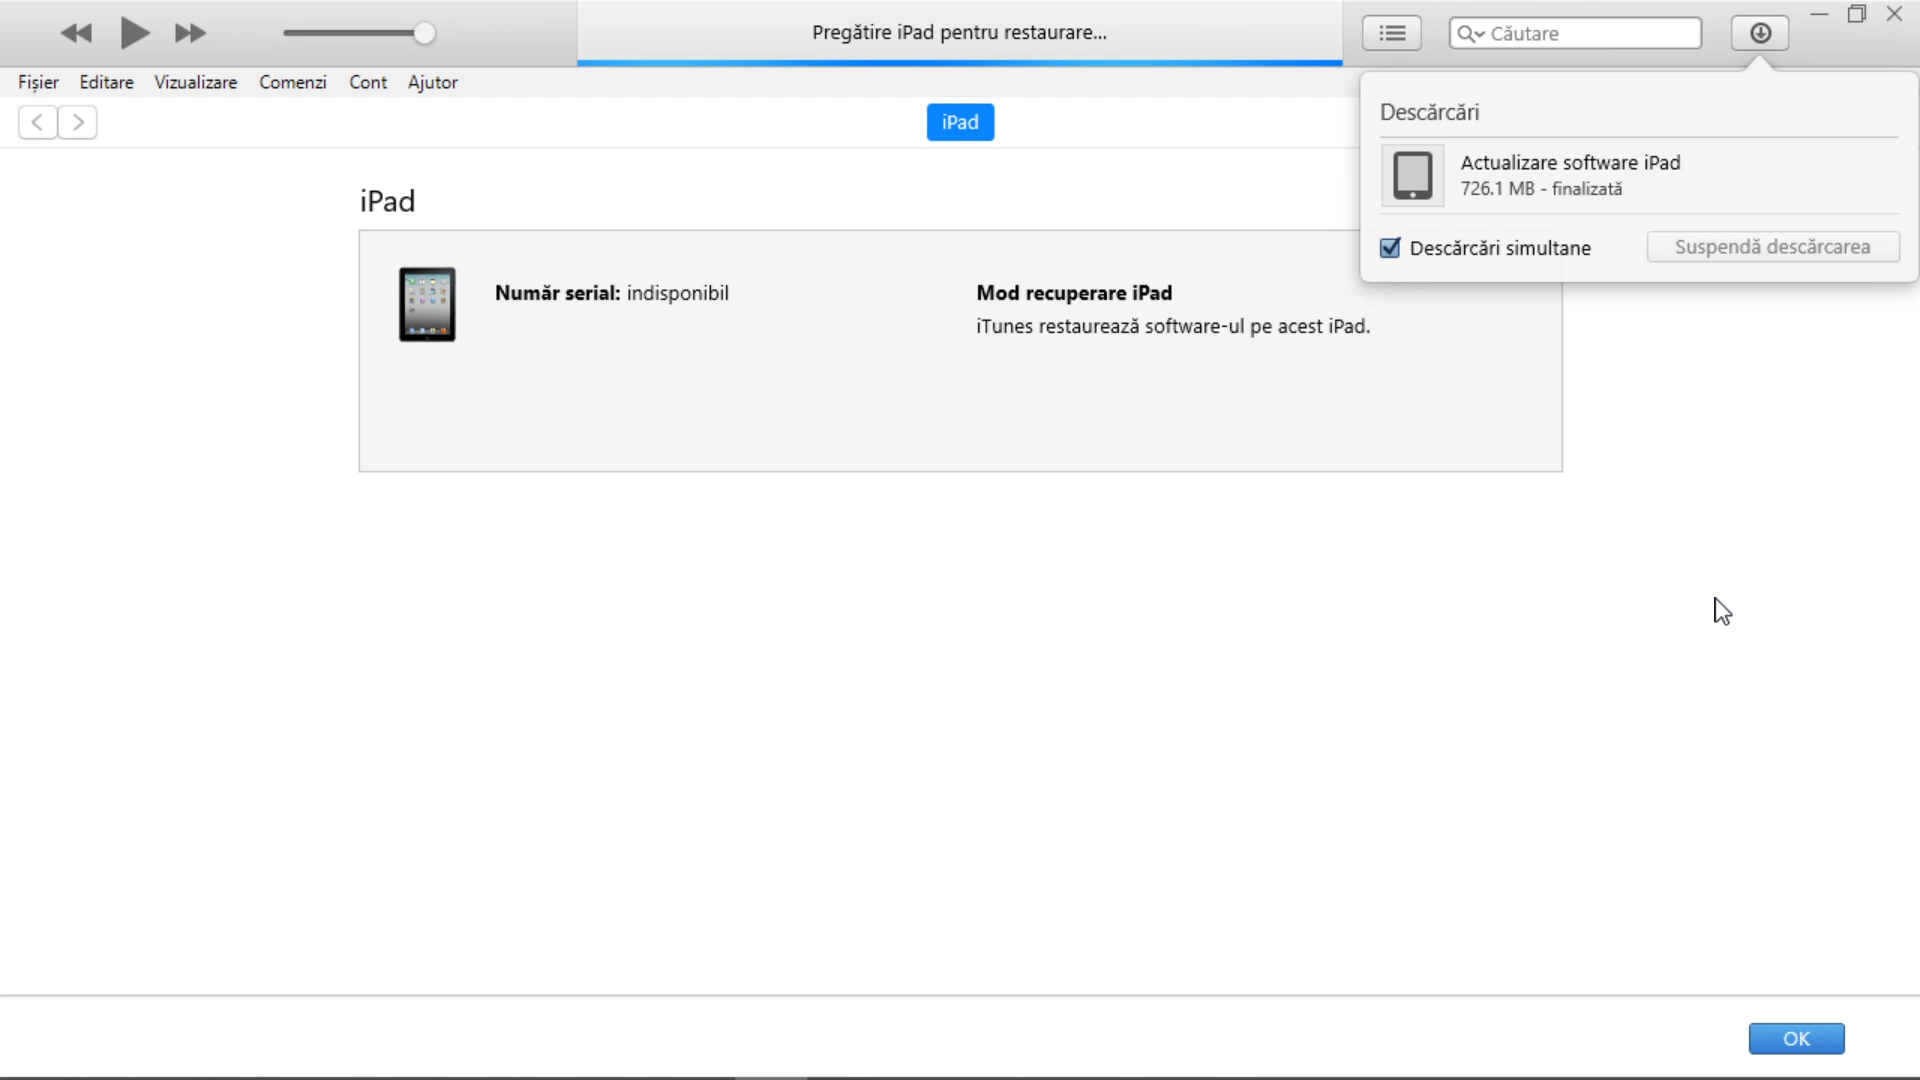 Pregătire iPad pentru restaurare...
Căutare
Fișier Editare Vizualizare Comenzi Cont Ajutor
iPad
Descărcări
Actualizare software iPad
726.1 MB - finalizată
Descărcări simultane
Suspendă descărcarea
iPad
Număr serial: indisponibil
Mod recuperare iPad
iTunes restaurează software-ul pe acest iPad.
OK